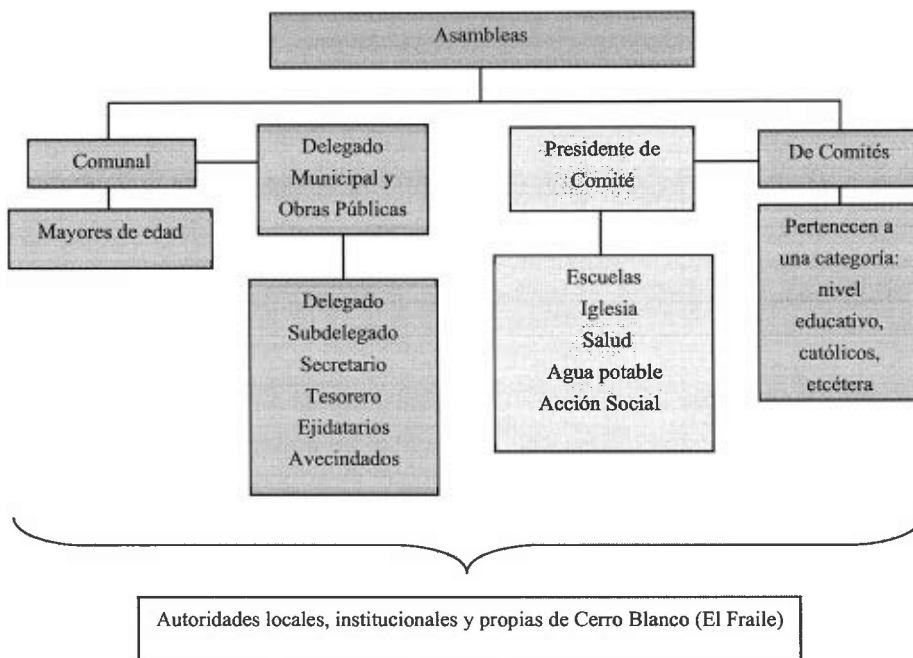 Asambleas
Comunal
Mayores de edad
Delegado
Municipal y
Obras Públicas
Delegado
Subdelegado
Secretario
Tesorero
Ejidatarios
Avecindados
Presidente de
Comité
Escuelas
Iglesia
Salud
Agua potable
Acción Social
De Comités
Pertenecen a
una categoría:
nivel
educativo,
católicos,
etcétera
Autoridades locales, institucionales y propias de Cerro Blanco (El Fraile)